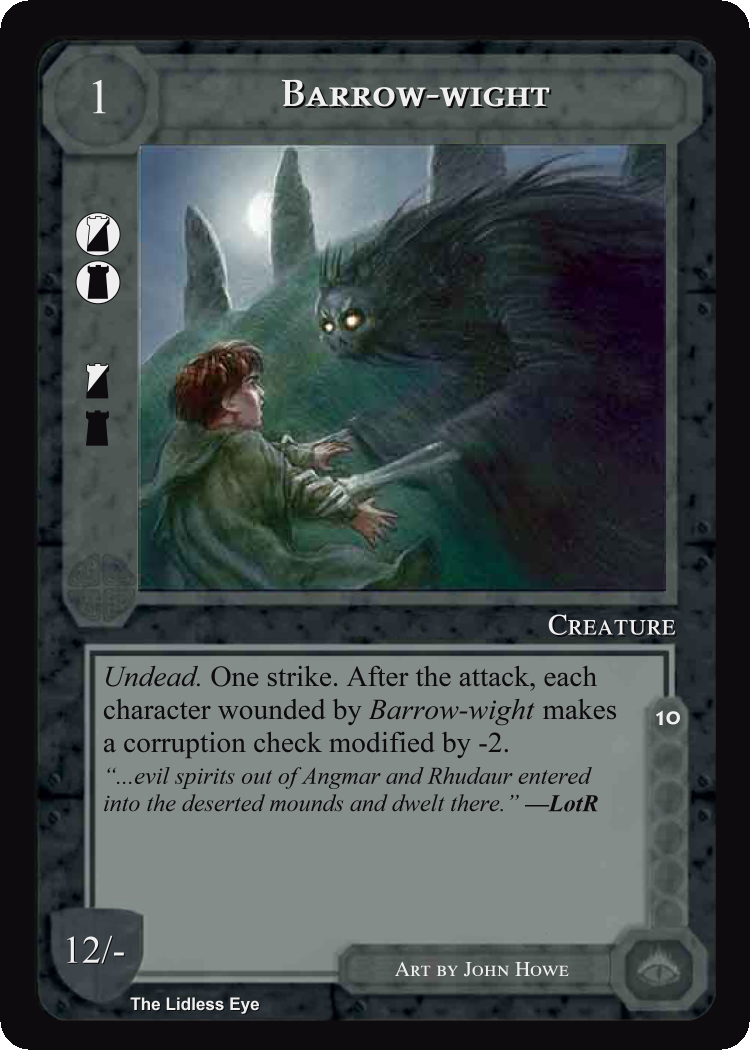 1
Barrow-wight
Creature
Undead. One strike. After the attack, each
character wounded by Barrow-wight makes
a corruption check modified by -2.
“...evil spirits out of Angmar and Rhudaur entered
into the deserted mounds and dwelt there.” —LotR
10
12/-
Art by John Howe
The Lidless Eye